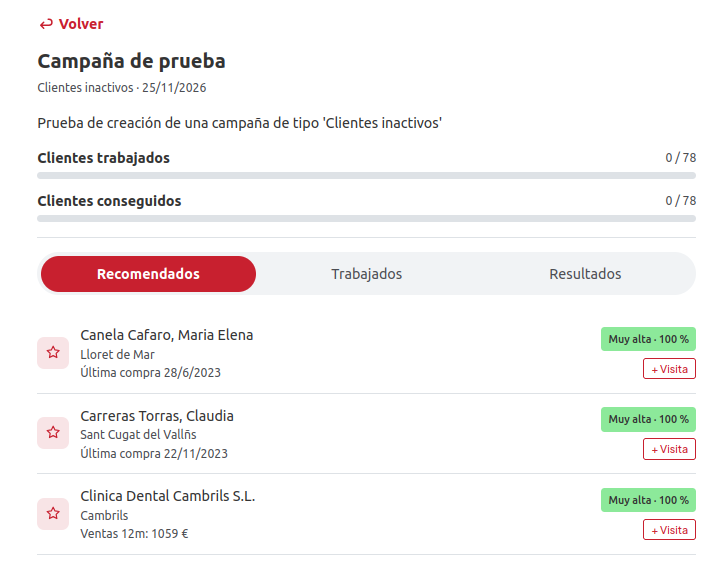 Volver
Campaña de prueba
Clientes inactivos · 25/11/2026
Prueba de creación de una campaña de tipo 'Clientes inactivos'
Clientes trabajados 0 / 78
Clientes conseguidos 0 / 78
Recomendados Trabajados Resultados
Canela Cafaro, Maria Elena
Muy alta · 100 %
Lloret de Mar
Última compra 28/6/2023
+ Visita
Carreras Torras, Claudia
Muy alta · 100 %
Sant Cugat del Vallñs
Última compra 22/11/2023
+ Visita
Clinica Dental Cambrils S.L.
Muy alta · 100 %
Cambrils
Ventas 12m: 1059 €
+ Visita